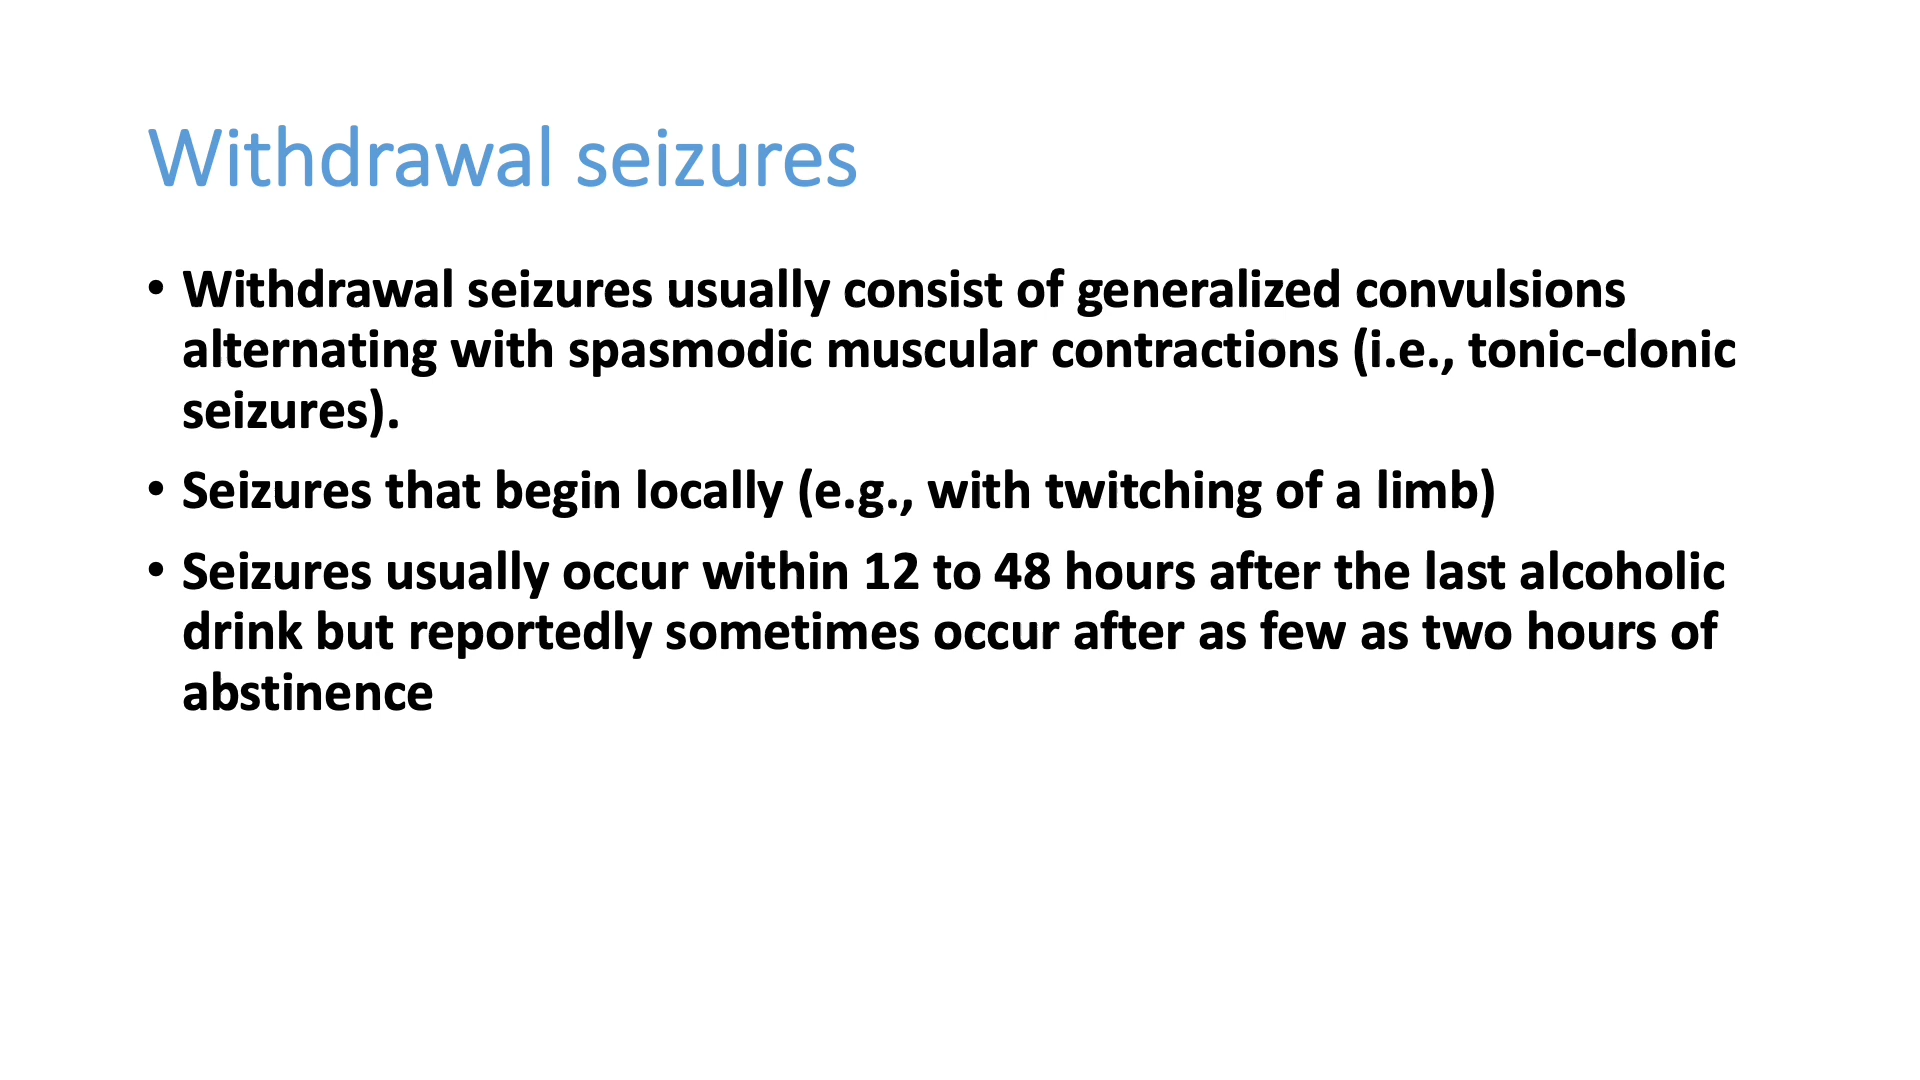 Withdrawal seizures
• Withdrawal seizures usually consist of generalized convulsions
alternating with spasmodic muscular contractions (i.e., tonic-clonic
seizures).
• Seizures that begin locally (e.g., with twitching of a limb)
• Seizures usually occur within 12 to 48 hours after the last alcoholic
drink but reportedly sometimes occur after as few as two hours of
abstinence